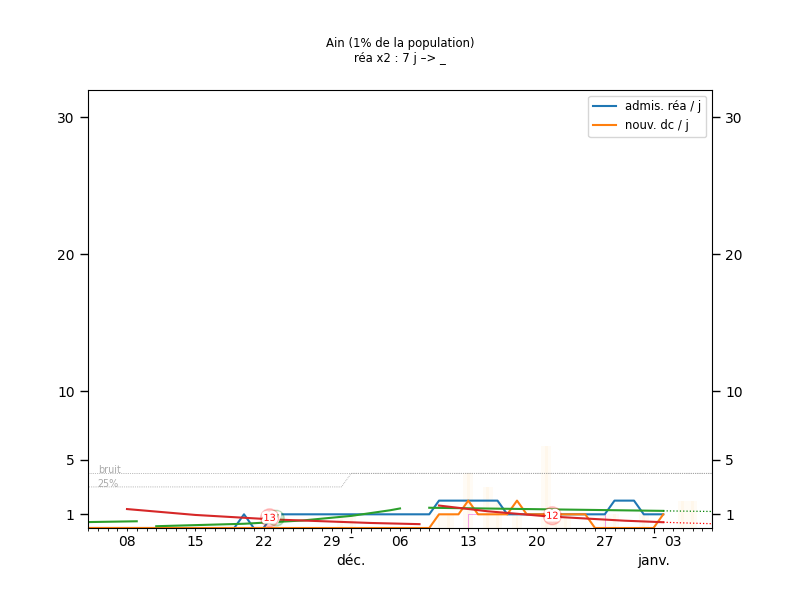 Ain (1% de la population)
réa x2 : 7 j –> _
admis. réa / j
nouv. dc / j
30 30
20 20
10 10
5 5
bruit
25%
1 1
13
12
08 15 22 29 - 06 13 20 27 - 03
déc. janv.